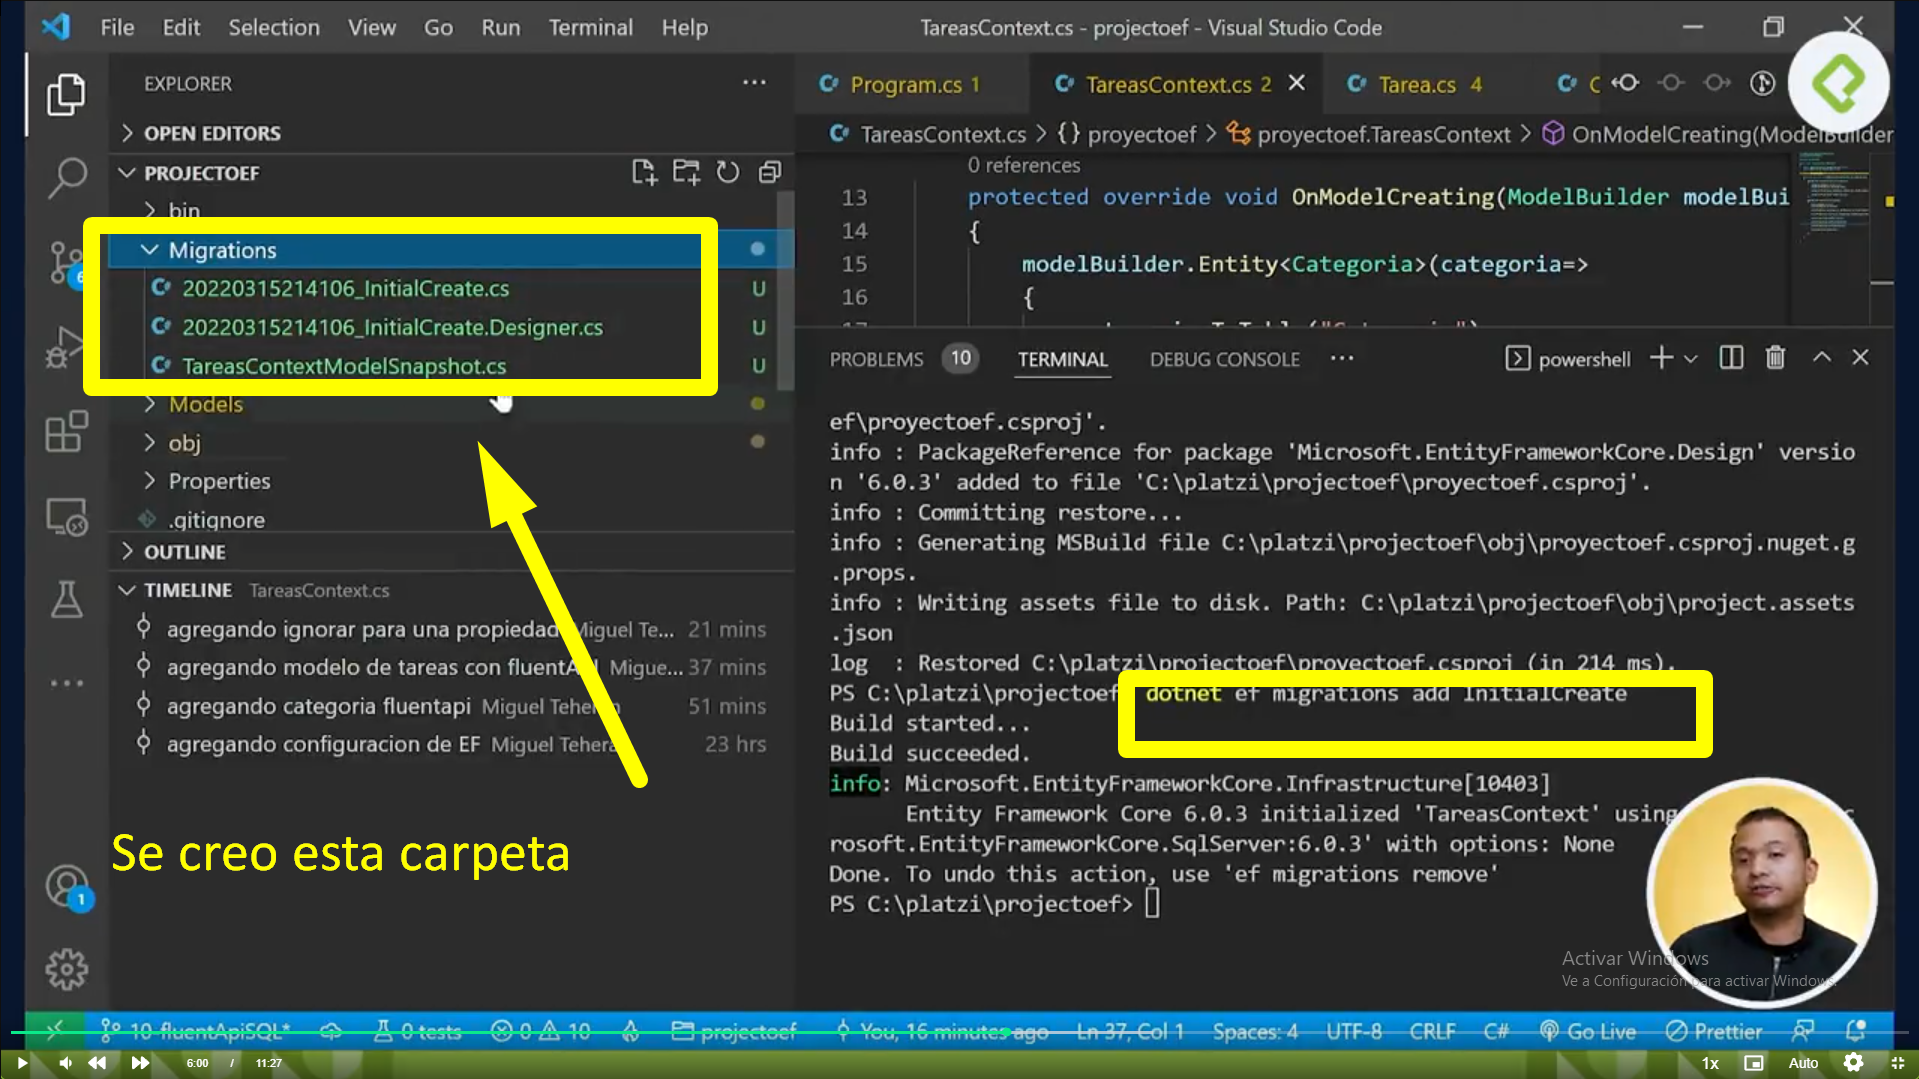 File Edit Selection View Go Run Terminal Help
TareasContext.cs - projectoef - Visual Studio Code
EXPLORER
OPEN EDITORS
PROJECTOEF
bin
Migrations
20220315214106_InitialCreate.cs U
20220315214106_InitialCreate.Designer.cs U
TareasContextModelSnapshot.cs U
Models
obj
Properties
.gitignore
OUTLINE
TIMELINE TareasContext.cs
agregando ignorar para una propiedad Miguel Te... 21 mins
agregando modelo de tareas con Migue... 37 mins
agregando categoria fluentapi Miguel 51 mins
agregando configuracion de EF Miguel 23 hrs
Se creo esta carpeta
6
1
Program.cs 1 TareasContext.cs 2 Tarea.cs 4 C
TareasContext.cs > {} proyectoef > proyectoef.TareasContext > OnModelCreating(ModelBuilder
0 references
13 protected override void OnModelCreating(ModelBuilder modelBui
14 {
15 modelBuilder.Entity<Categoria>(categoria=>
16 {
PROBLEMS 10 TERMINAL DEBUG CONSOLE ... powershell
ef\proyectoef.csproj'.
info : PackageReference for package 'Microsoft.EntityFrameworkCore.Design' versio
n '6.0.3' added to file 'C:\platzi\projectoef\proyectoef.csproj'.
info : Committing restore...
info : Generating MSBuild file C:\platzi\projectoef\obj\proyectoef.csproj.nuget.g
.props.
info : Writing assets file to disk. Path: C:\platzi\projectoef\obj\project.assets
.json
log  : Restored C:\platzi\projectoef\proyectoef.csproj (in 214 ms).
PS C:\platzi\projectoef dotnet ef migrations add InitialCreate
Build started...
Build succeeded.
info: Microsoft.EntityFrameworkCore.Infrastructure[10403]
Entity Framework Core 6.0.3 initialized 'TareasContext' using
rosoft.EntityFrameworkCore.SqlServer:6.0.3' with options: None
Done. To undo this action, use 'ef migrations remove'
PS C:\platzi\projectoef>
Activar Windows
Ve a Configuración para activar Windows.
10-fluentApiSQL* 0 tests 0 10 projectoef You, 16 minutes ago Ln 37, Col 1 Spaces: 4 UTF-8 CRLF C# Go Live Prettier
6:00 / 11:27 1x Auto